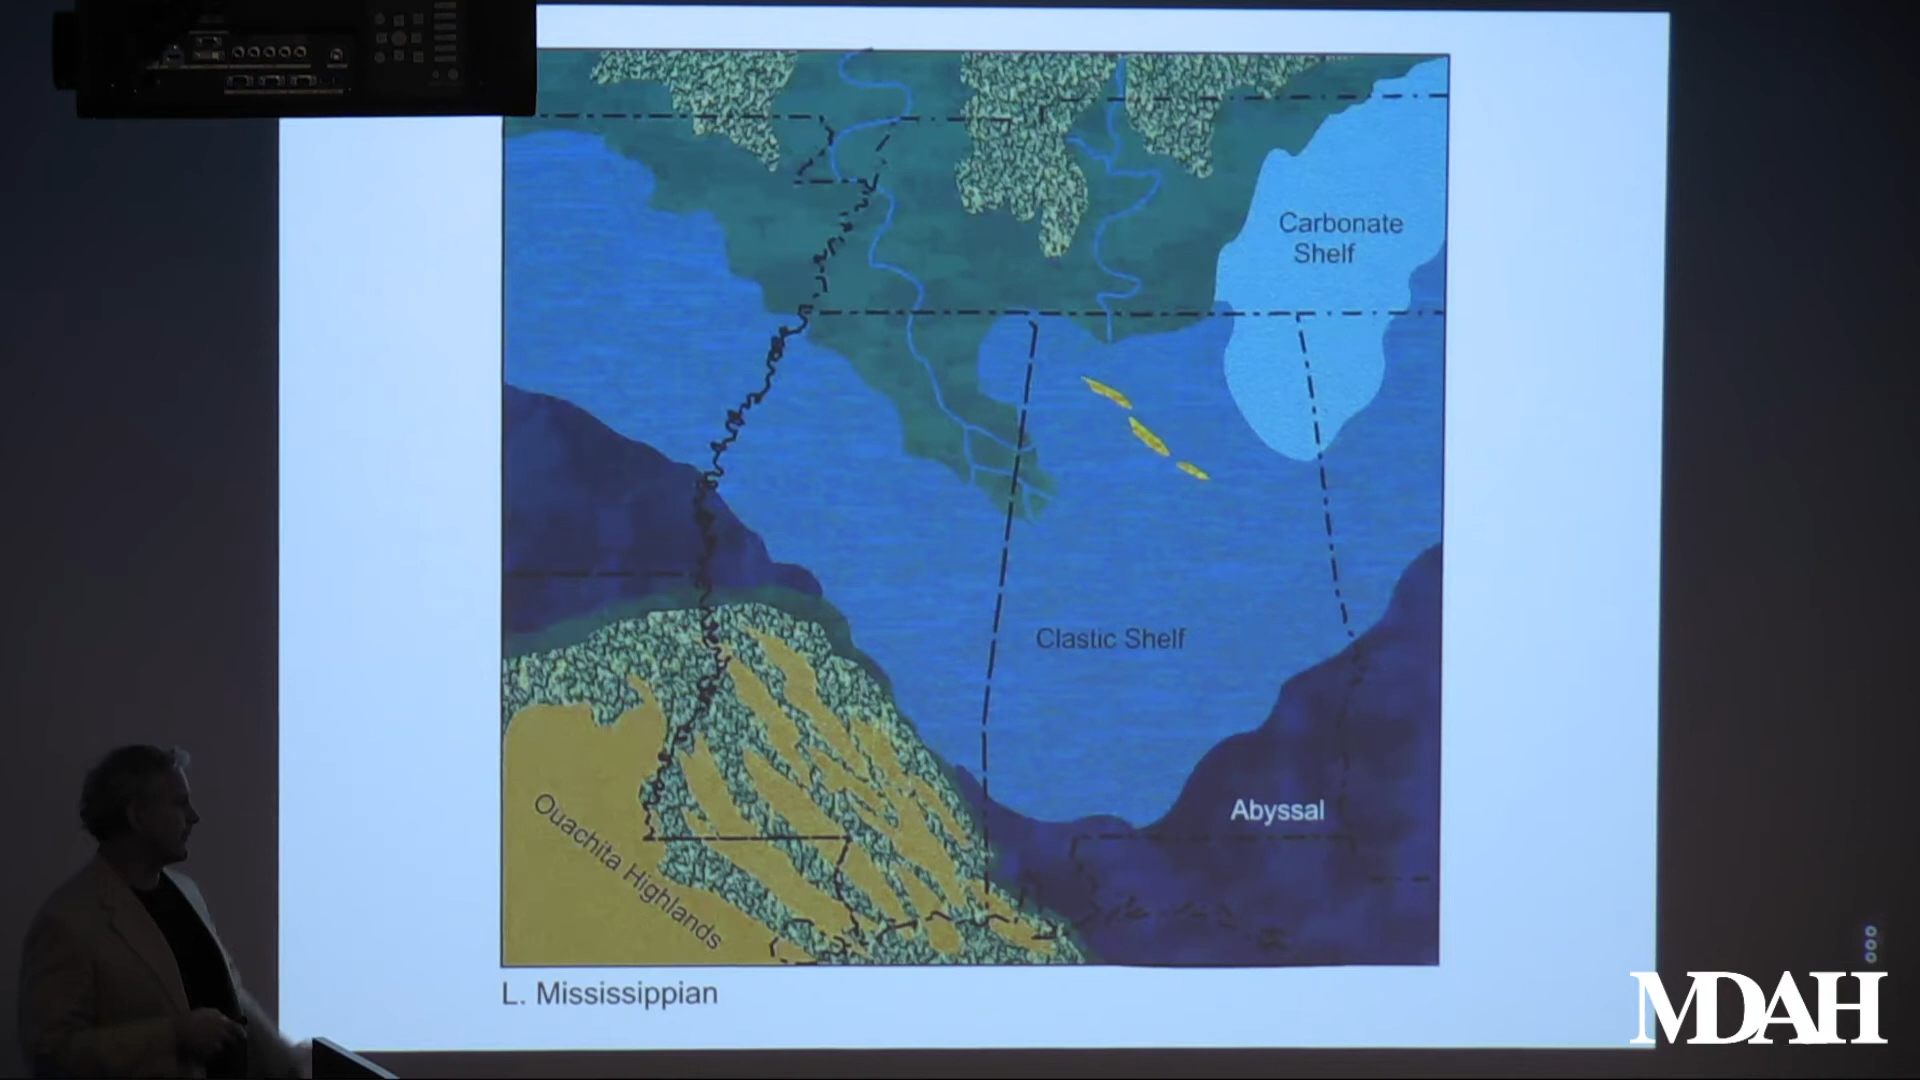 Carbonate
Shelf
Clastic Shelf
Abyssal
Ouachita Highlands
L. Mississippian
MDAH